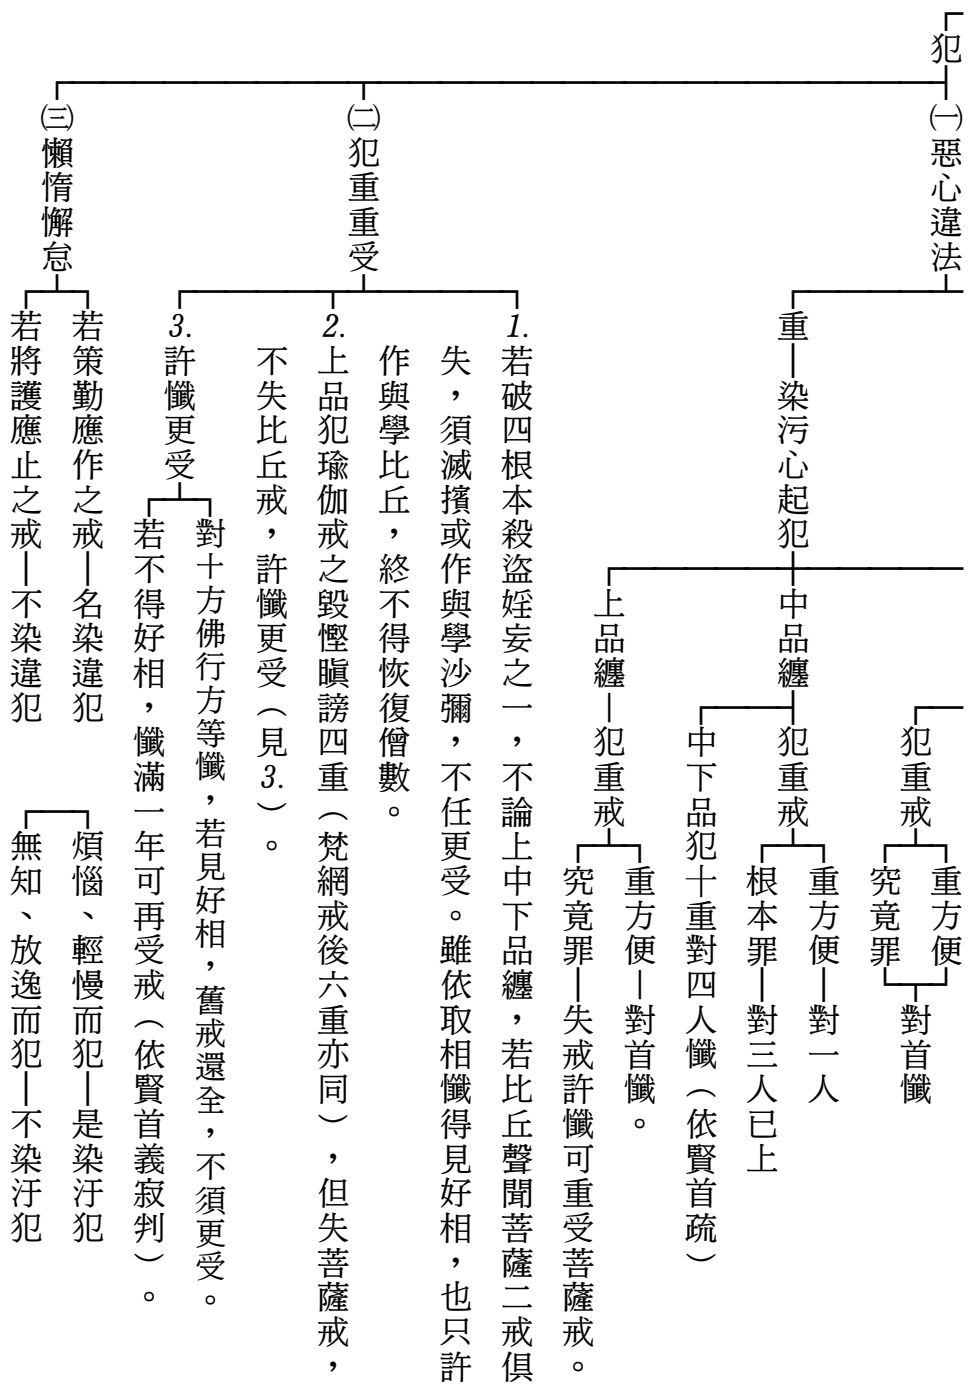 犯
㈠惡心違法
重
染污心起犯
犯重戒
重方便
究竟罪
對首懺
中品纏
犯重戒
重方便
對一人
根本罪
對三人已上
中下品犯十重對四人懺（依賢首疏）
上品纏
犯重戒
重方便
對首懺。
究竟罪
失戒許懺可重受菩薩戒。
㈡犯重重受
1.若破四根本殺盜婬妄之一，不論上中下品纏，若比丘聲聞菩薩二戒俱
失，須滅擯或作與學沙彌，不任更受。雖依取相懺得見好相，也只許
作與學比丘，終不得恢復僧數。
2.上品犯瑜伽戒之毀慳瞋謗四重（梵網戒後六重亦同），但失菩薩戒，
不失比丘戒，許懺更受（見3.）。
3.許懺更受
對十方佛行方等懺，若見好相，舊戒還全，不須更受。
若不得好相，懺滿一年可再受戒（依賢首義寂判）。
㈢懶惰懈怠
若策勤應作之戒
名染違犯
若將護應止之戒
不染違犯
煩惱、輕慢而犯
是染汙犯
無知、放逸而犯
不染汙犯